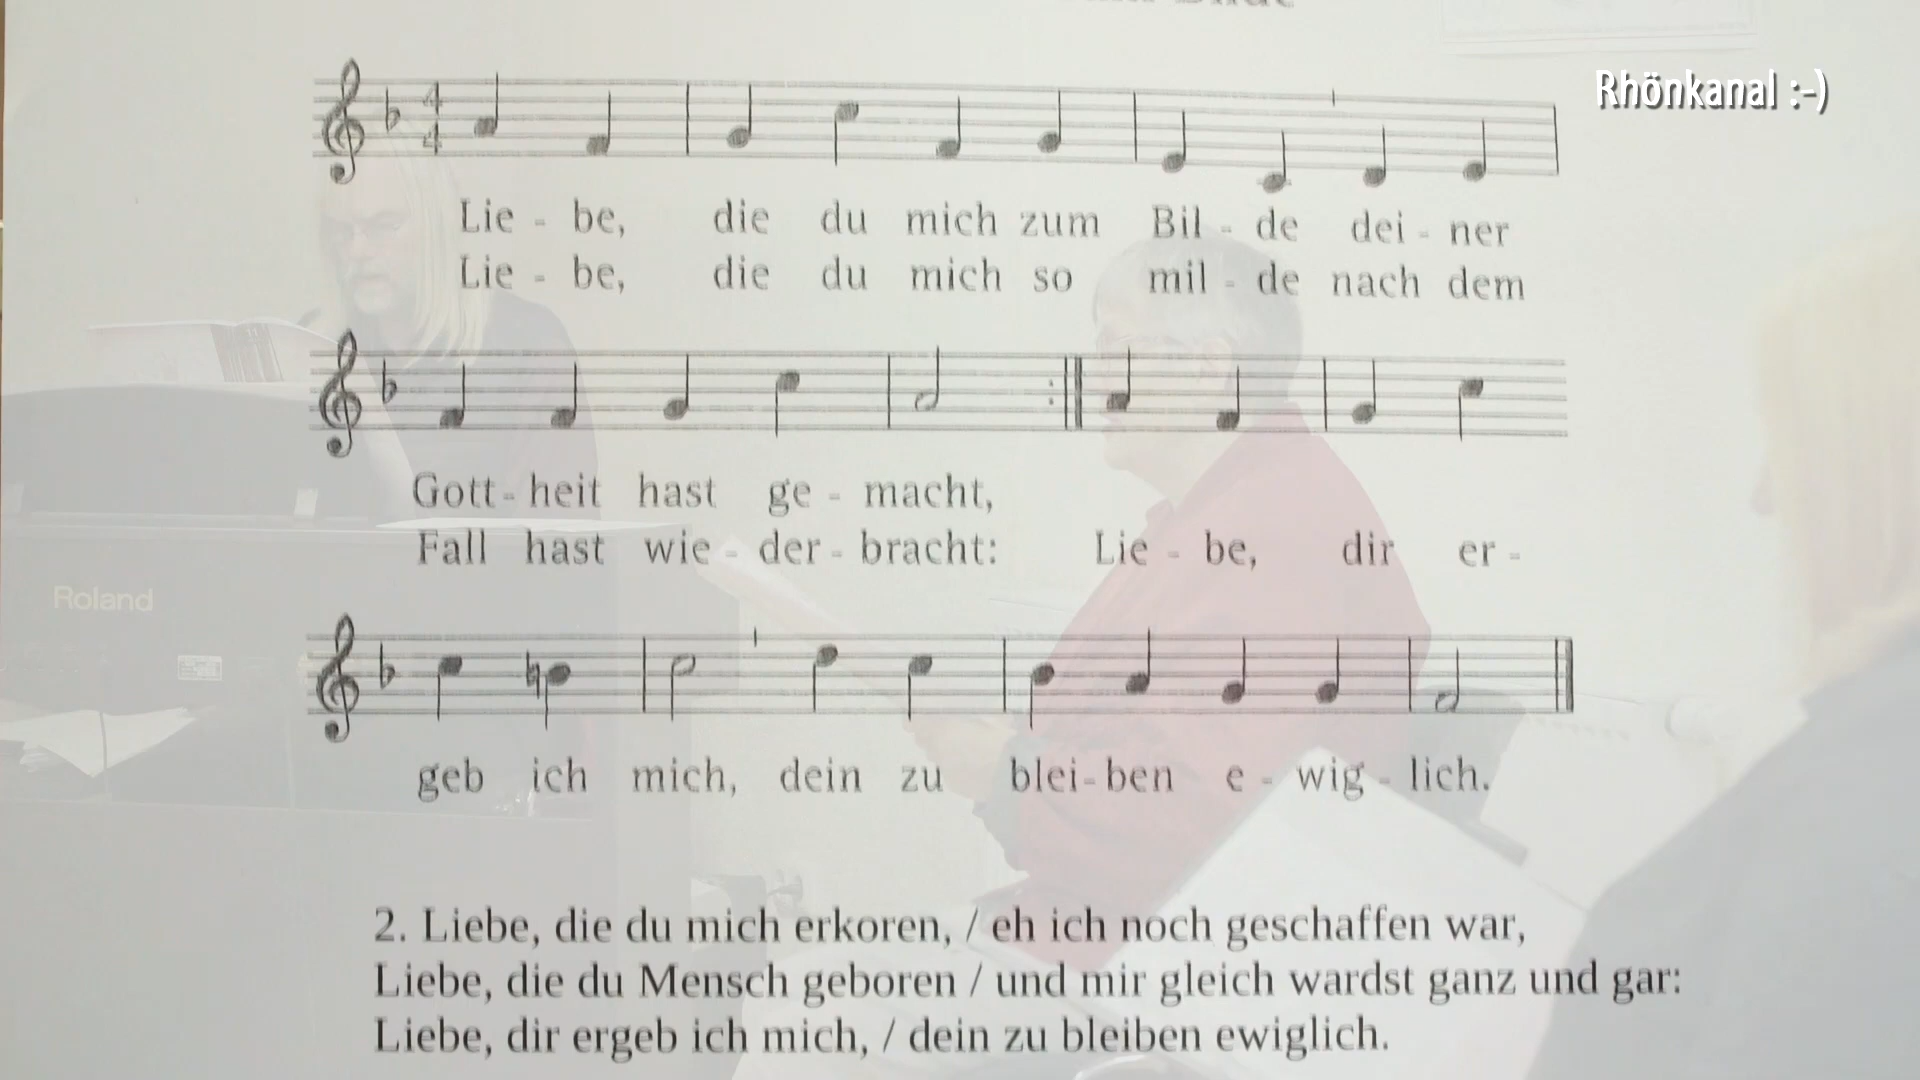 Rhönkanal :-)
Lie - be, die du mich zum Bil - de dei - ner
Lie - be, die du mich so mil - de nach dem
Gott - heit hast ge - macht,
Fall hast wie - der - bracht: Lie - be, dir er -
Roland
geb ich mich, dein zu blei - ben e - wig - lich.
2. Liebe, die du mich erkoren, / eh ich noch geschaffen war,
Liebe, die du Mensch geboren / und mir gleich wardst ganz und gar:
Liebe, dir ergeb ich mich, / dein zu bleiben ewiglich.